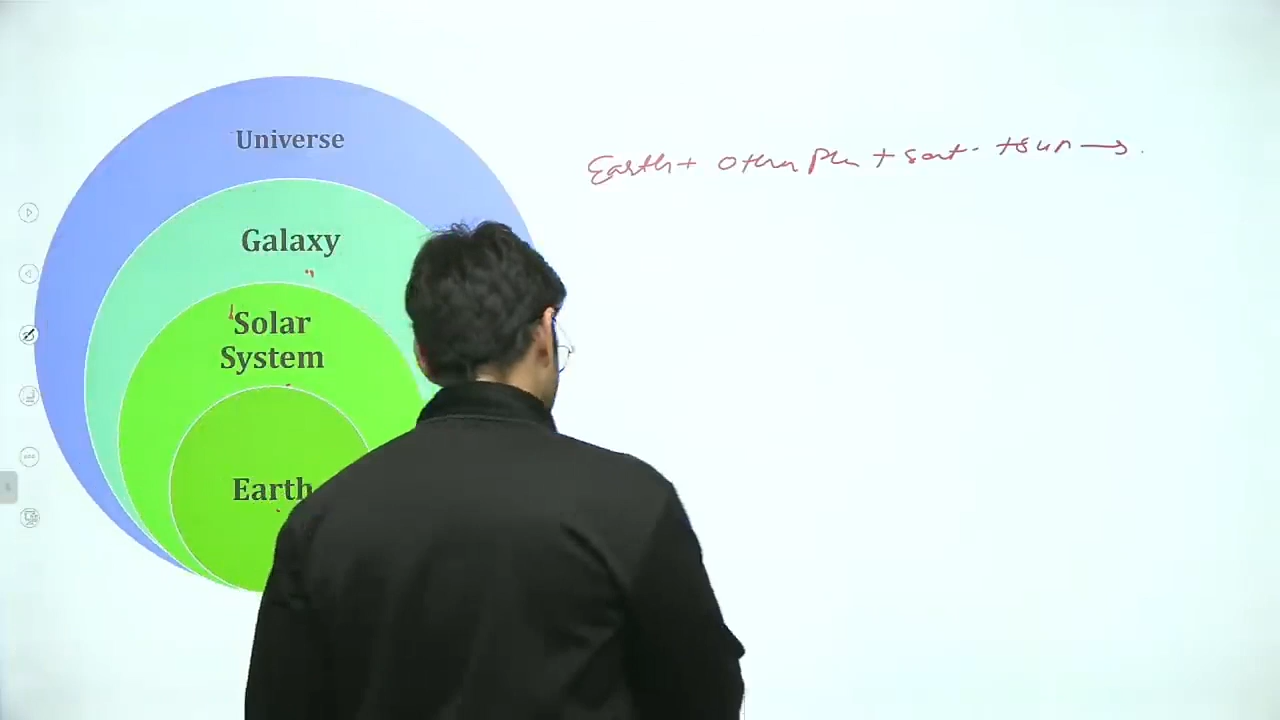 Universe
Earth + other pla + sat. + sun →
Galaxy
Solar
System
Earth